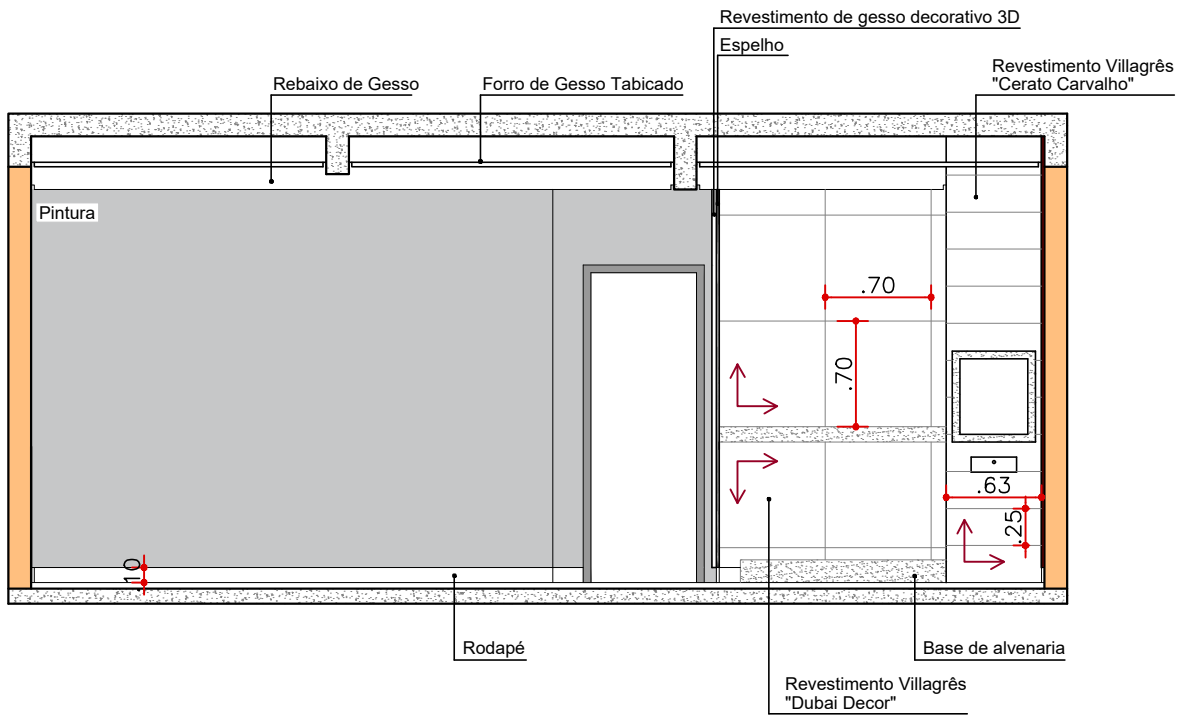 Revestimento de gesso decorativo 3D
Espelho
Revestimento Villagrês
"Cerato Carvalho"
Rebaixo de Gesso
Forro de Gesso Tabicado
Pintura
.70
.70
.63
.25
.10
Rodapé
Base de alvenaria
Revestimento Villagrês
"Dubai Decor"